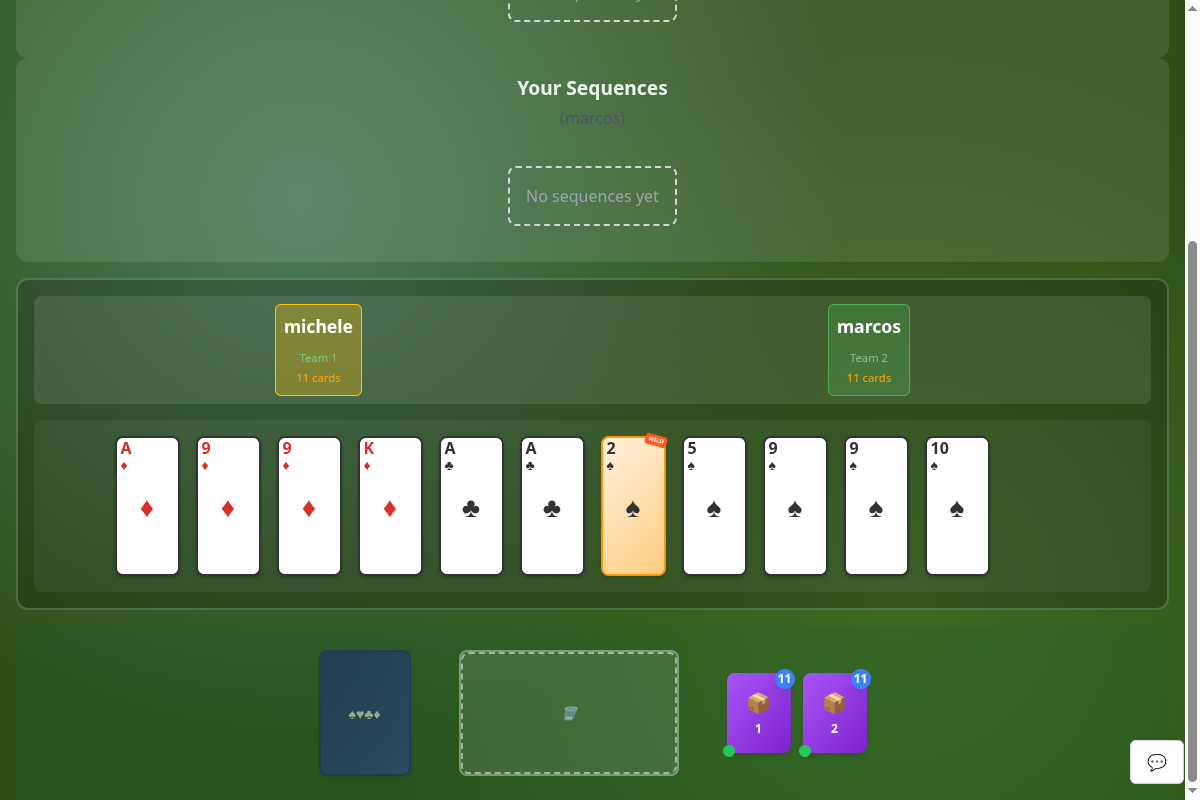 Your Sequences
(marcos)
No sequences yet
michele
Team 1
11 cards
marcos
Team 2
11 cards
A
9
9
K
A
A
2
WILD
5
9
9
10
11
1
11
2